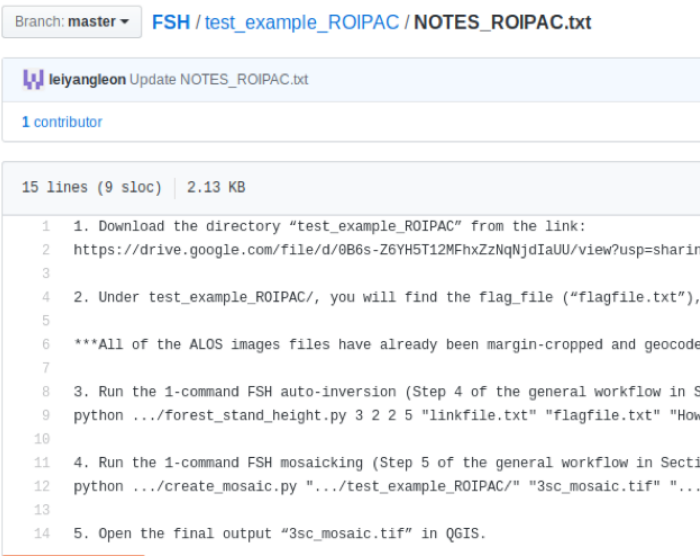 Branch: master
FSH / test_example_ROIPAC / NOTES_ROIPAC.txt
leiyangleon Update NOTES_ROIPAC.txt
1 contributor
15 lines (9 sloc) 2.13 KB
1 1. Download the directory “test_example_ROIPAC” from the link:
2 https://drive.google.com/file/d/0B6s-Z6YH5T12MFhxZzNqNjdIaUU/view?usp=sharin
3
4 2. Under test_example_ROIPAC/, you will find the flag_file (“flagfile.txt”),
5
6 ***All of the ALOS images files have already been margin-cropped and geocode
7
8 3. Run the 1-command FSH auto-inversion (Step 4 of the general workflow in S
9 python .../forest_stand_height.py 3 2 2 5 "linkfile.txt" "flagfile.txt" "How
10
11 4. Run the 1-command FSH mosaicking (Step 5 of the general workflow in Secti
12 python .../create_mosaic.py ".../test_example_ROIPAC/" "3sc_mosaic.tif" "...
13
14 5. Open the final output “3sc_mosaic.tif” in QGIS.